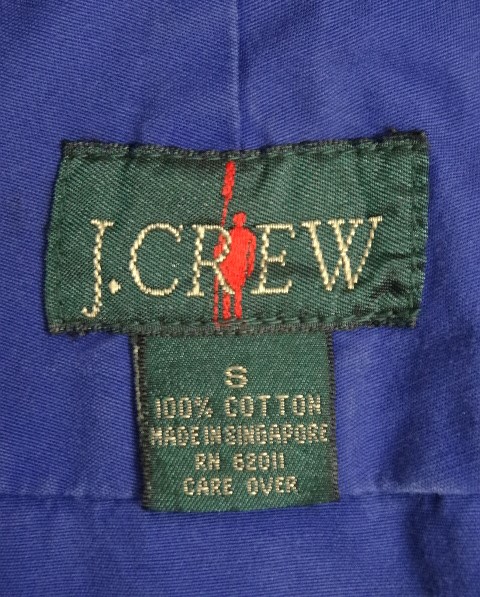 J.CREW
S
100% COTTON
MADE IN SINGAPORE
RN 62011
CARE OVER